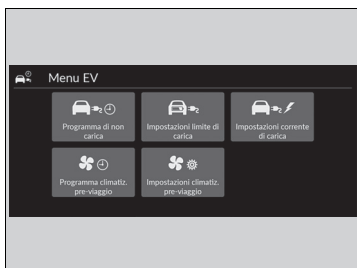 Menu EV
Programma di non
carica
Impostazioni limite di
carica
Impostazioni corrente
di carica
Programma climatiz.
pre-viaggio
Impostazioni climatiz.
pre-viaggio